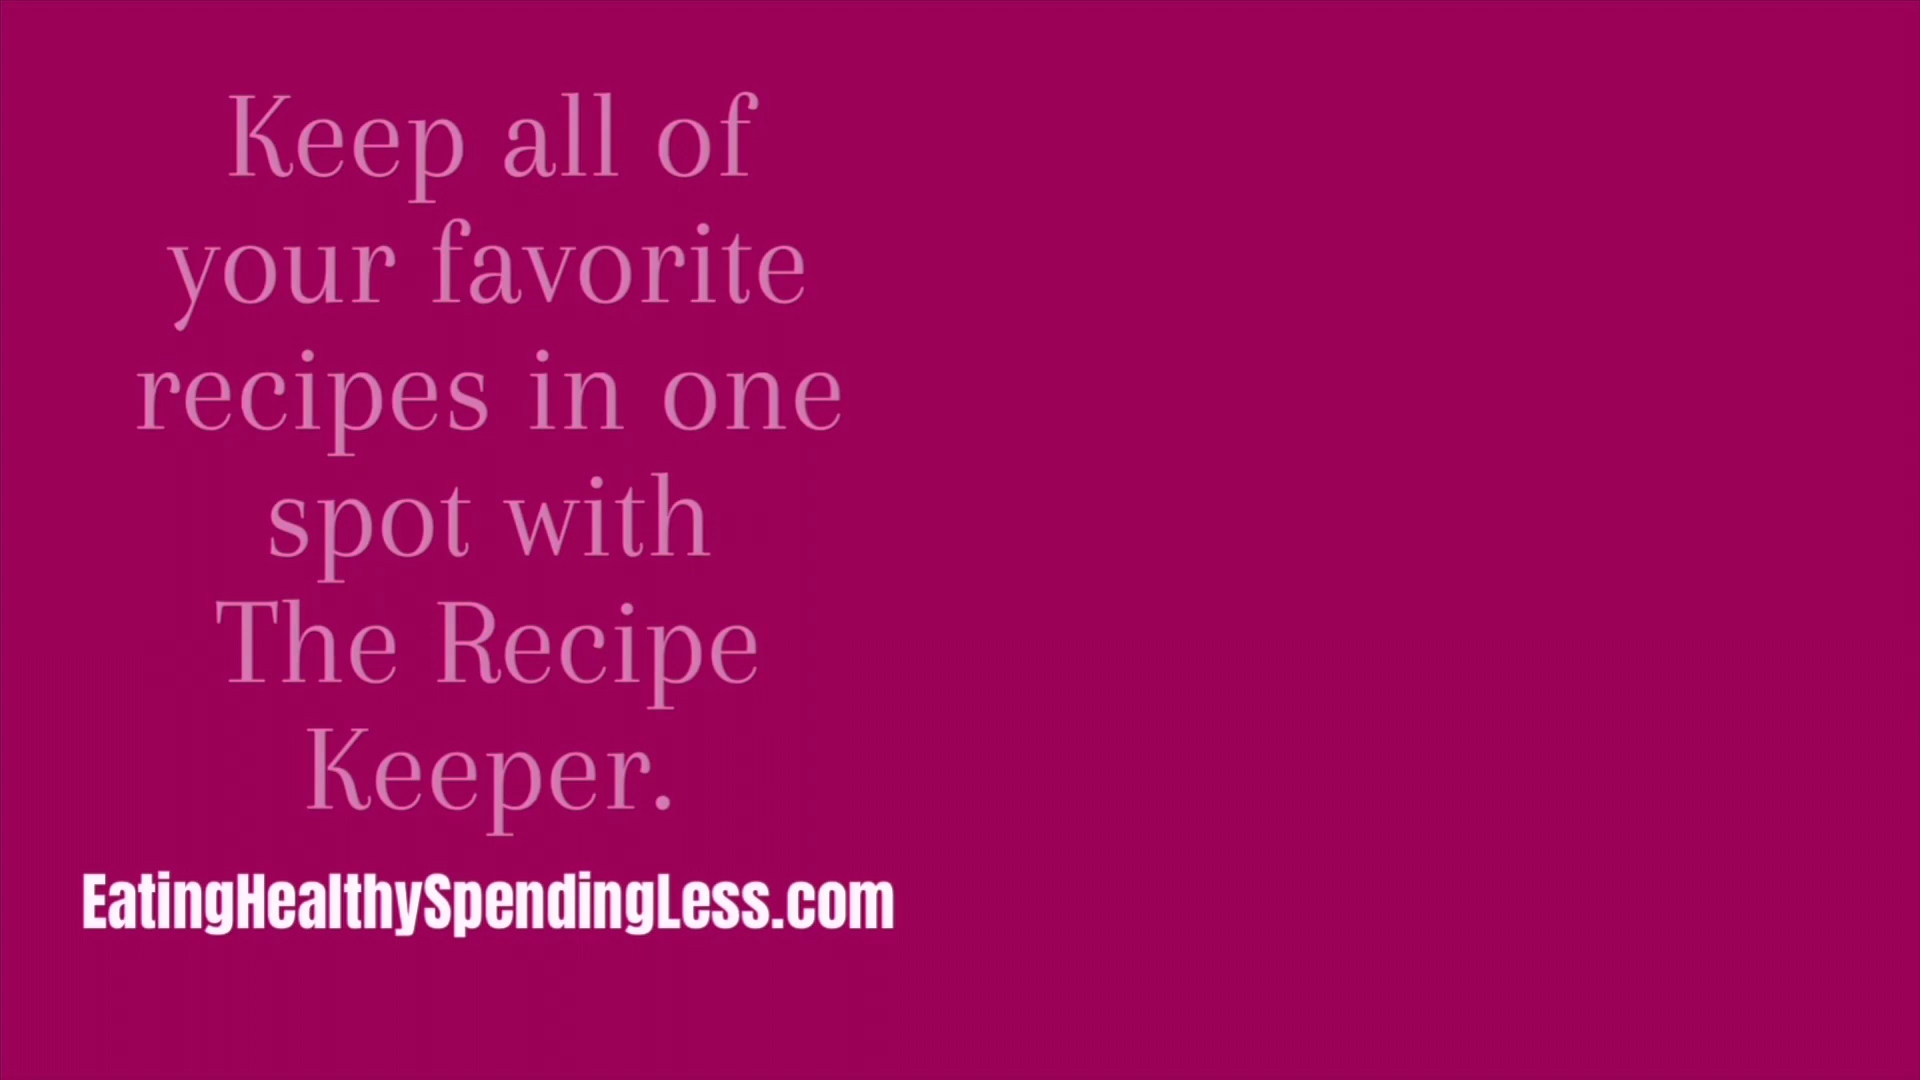 Keep all of
your favorite
recipes in one
spot with
The Recipe
Keeper.
EatingHealthySpendingLess.com